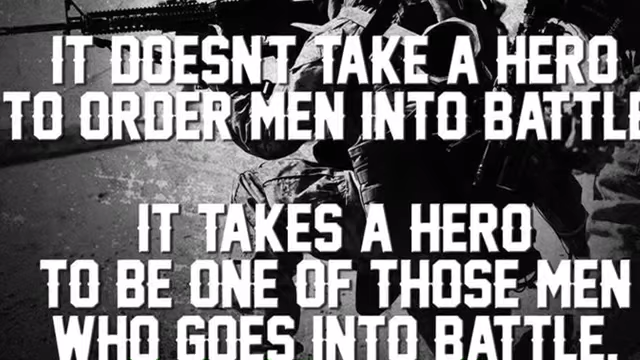 IT DOESN'T TAKE A HERO
TO ORDER MEN INTO BATTLE
IT TAKES A HERO
TO BE ONE OF THOSE MEN
WHO GOES INTO BATTLE.